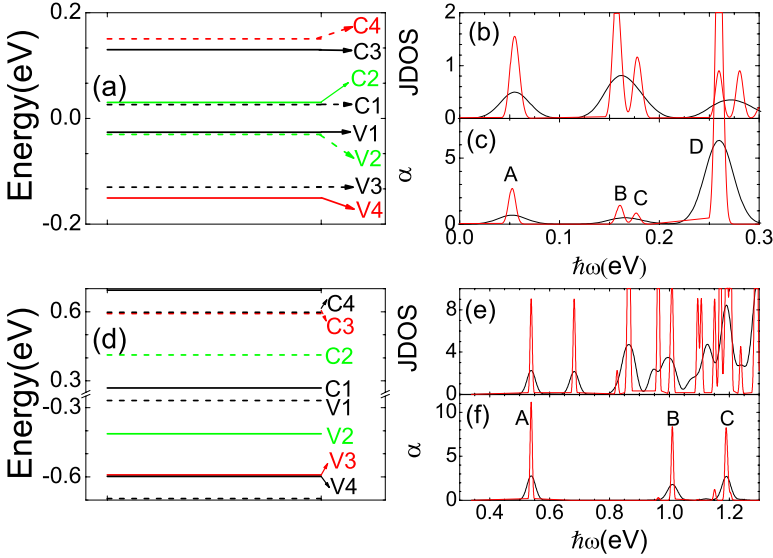 Energy(eV)
0.2
0.0
-0.2
(a)
C4
C3
C2
C1
V1
V2
V3
V4
JDOS
2
1
0
(b)
α
5
0
(c)
A
B
C
D
0.0
0.1
0.2
0.3
ℏω(eV)
Energy(eV)
0.6
0.3
-0.3
-0.6
(d)
C4
C3
C2
C1
V1
V2
V3
V4
JDOS
8
4
0
(e)
α
10
5
0
(f)
A
B
C
0.4
0.6
0.8
1.0
1.2
ℏω(eV)